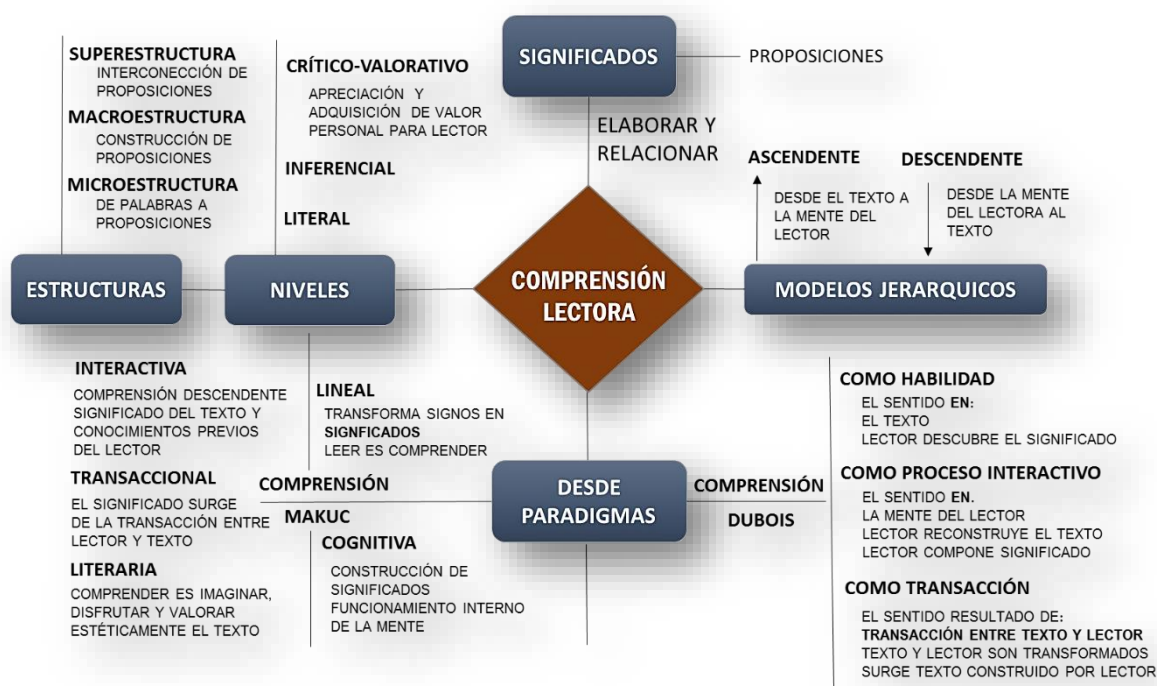 SUPERESTRUCTURA
INTERCONECCIÓN DE
PROPOSICIONES
MACROESTRUCTURA
CONSTRUCCIÓN DE
PROPOSICIONES
MICROESTRUCTURA
DE PALABRAS A
PROPOSICIONES
CRÍTICO-VALORATIVO
APRECIACIÓN Y
ADQUISICIÓN DE VALOR
PERSONAL PARA LECTOR
INFERENCIAL
LITERAL
SIGNIFICADOS
PROPOSICIONES
ELABORAR Y
RELACIONAR
ASCENDENTE
DESDE EL TEXTO A
LA MENTE DEL
LECTOR
DESCENDENTE
DESDE LA MENTE
DEL LECTORA AL
TEXTO
ESTRUCTURAS
NIVELES
COMPRENSIÓN
LECTORA
MODELOS JERARQUICOS
INTERACTIVA
COMPRENSIÓN DESCENDENTE
SIGNIFICADO DEL TEXTO Y
CONOCIMIENTOS PREVIOS
DEL LECTOR
TRANSACCIONAL
EL SIGNIFICADO SURGE
DE LA TRANSACCIÓN ENTRE
LECTOR Y TEXTO
LITERARIA
COMPRENDER ES IMAGINAR,
DISFRUTAR Y VALORAR
ESTÉTICAMENTE EL TEXTO
LINEAL
TRANSFORMA SIGNOS EN
SIGNFICADOS
LEER ES COMPRENDER
COMPRENSIÓN
MAKUC
COGNITIVA
CONSTRUCCIÓN DE
SIGNIFICADOS
FUNCIONAMIENTO INTERNO
DE LA MENTE
DESDE
PARADIGMAS
COMPRENSIÓN
DUBOIS
COMO HABILIDAD
EL SENTIDO EN:
EL TEXTO
LECTOR DESCUBRE EL SIGNIFICADO
COMO PROCESO INTERACTIVO
EL SENTIDO EN.
LA MENTE DEL LECTOR
LECTOR RECONSTRUYE EL TEXTO
LECTOR COMPONE SIGNIFICADO
COMO TRANSACCIÓN
EL SENTIDO RESULTADO DE:
TRANSACCIÓN ENTRE TEXTO Y LECTOR
TEXTO Y LECTOR SON TRANSFORMADOS
SURGE TEXTO CONSTRUIDO POR LECTOR